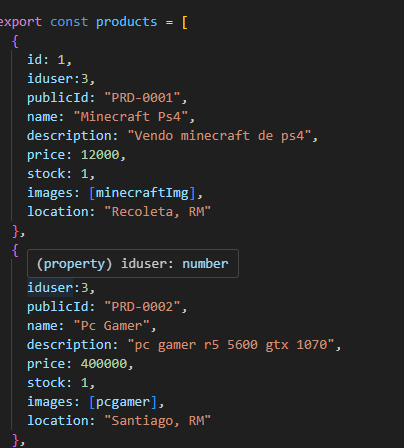 export const products = [
{
id: 1,
iduser:3,
publicId: "PRD-0001",
name: "Minecraft Ps4",
description: "Vendo minecraft de ps4",
price: 12000,
stock: 1,
images: [minecraftImg],
location: "Recoleta, RM"
},
{
(property) iduser: number
iduser:3,
publicId: "PRD-0002",
name: "Pc Gamer",
description: "pc gamer r5 5600 gtx 1070",
price: 400000,
stock: 1,
images: [pcgamer],
location: "Santiago, RM"
},